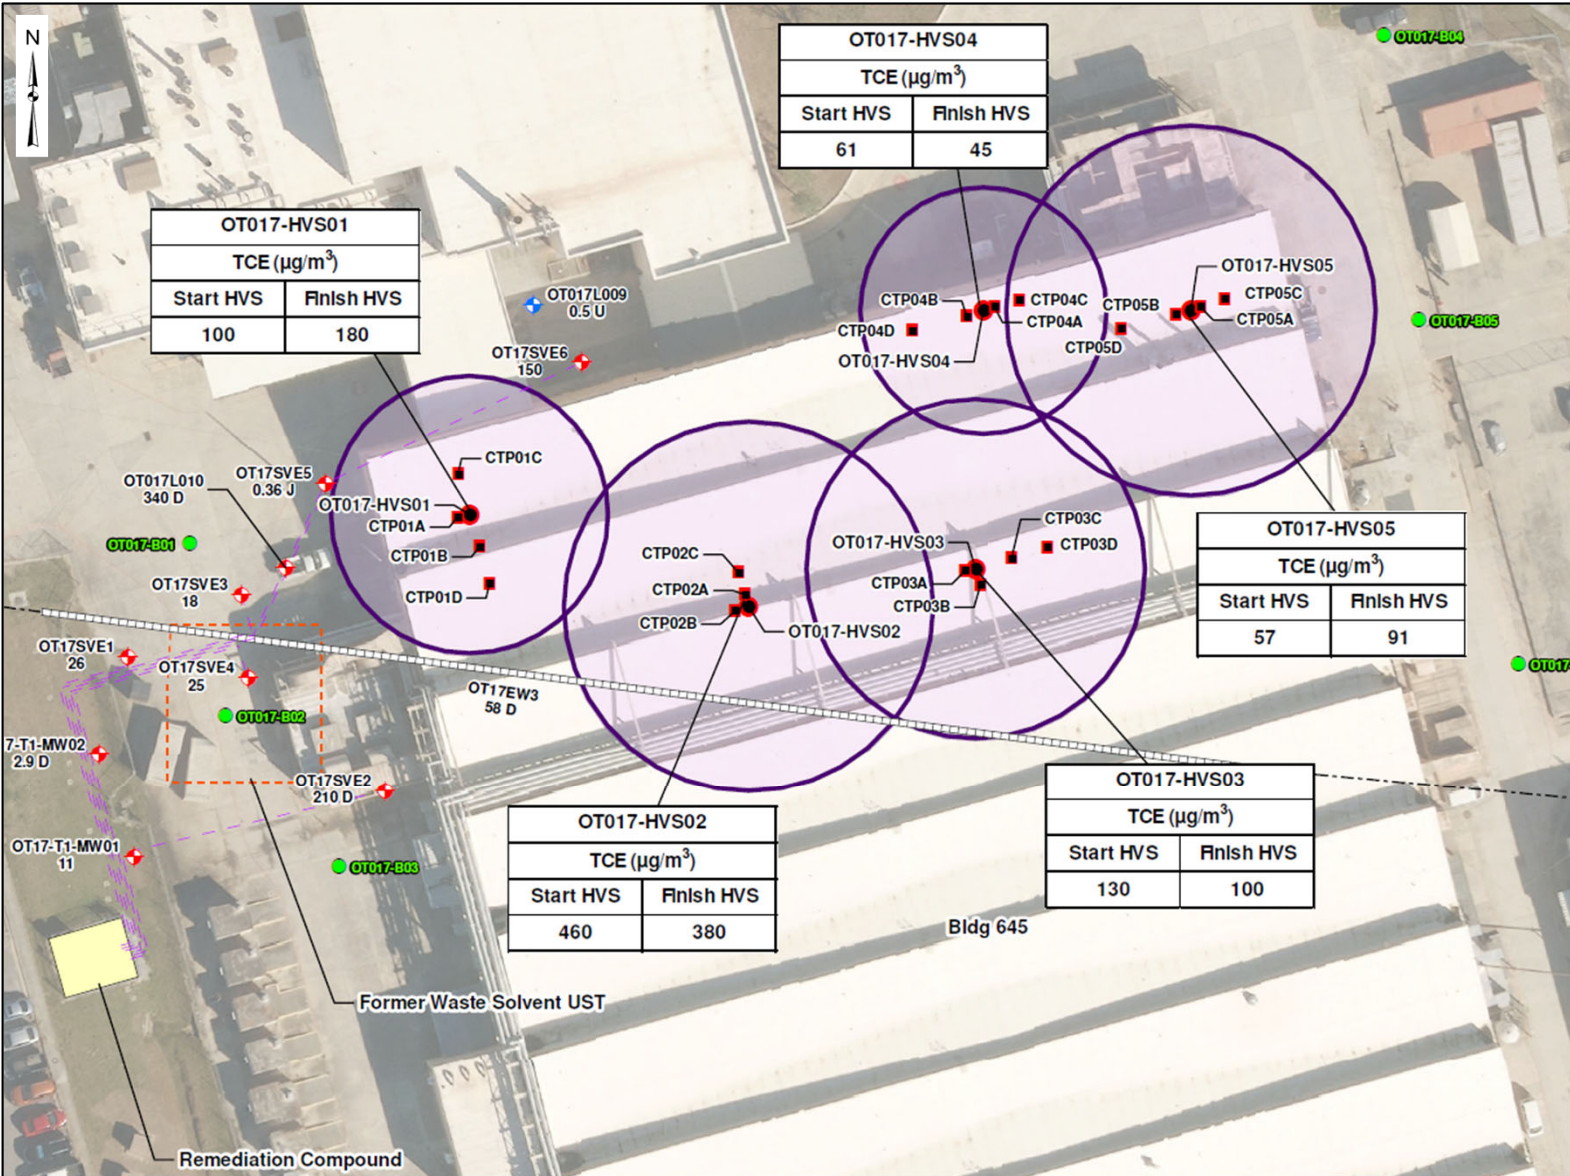 N
OT017-HVS04
TCE (µg/m³)
Start HVS Finish HVS
61 45
OT017-B04
OT017-HVS01
TCE (µg/m³)
Start HVS Finish HVS
100 180
OT017L009
0.5 U
OT17SVE6
150
CTP04B
CTP04C
CTP04A
CTP04D
OT017-HVS04
OT017-HVS05
CTP05B
CTP05C
CTP05A
CTP05D
OT017-B05
OT017L010
340 D
OT17SVE5
0.36 J
CTP01C
OT017-HVS01
CTP01A
CTP01B
CTP01D
OT017-B01
OT17SVE3
18
CTP02C
CTP02A
CTP02B
OT017-HVS02
OT017-HVS03
CTP03C
CTP03D
CTP03A
CTP03B
OT017-HVS05
TCE (µg/m³)
Start HVS Finish HVS
57 91
OT17SVE1
26
OT17SVE4
25
OT017-B02
OT17EW3
58 D
OT017-
7-T1-MW02
2.9 D
OT17SVE2
210 D
OT17-T1-MW01
11
OT017-B03
OT017-HVS02
TCE (µg/m³)
Start HVS Finish HVS
460 380
OT017-HVS03
TCE (µg/m³)
Start HVS Finish HVS
130 100
Bldg 645
Former Waste Solvent UST
Remediation Compound